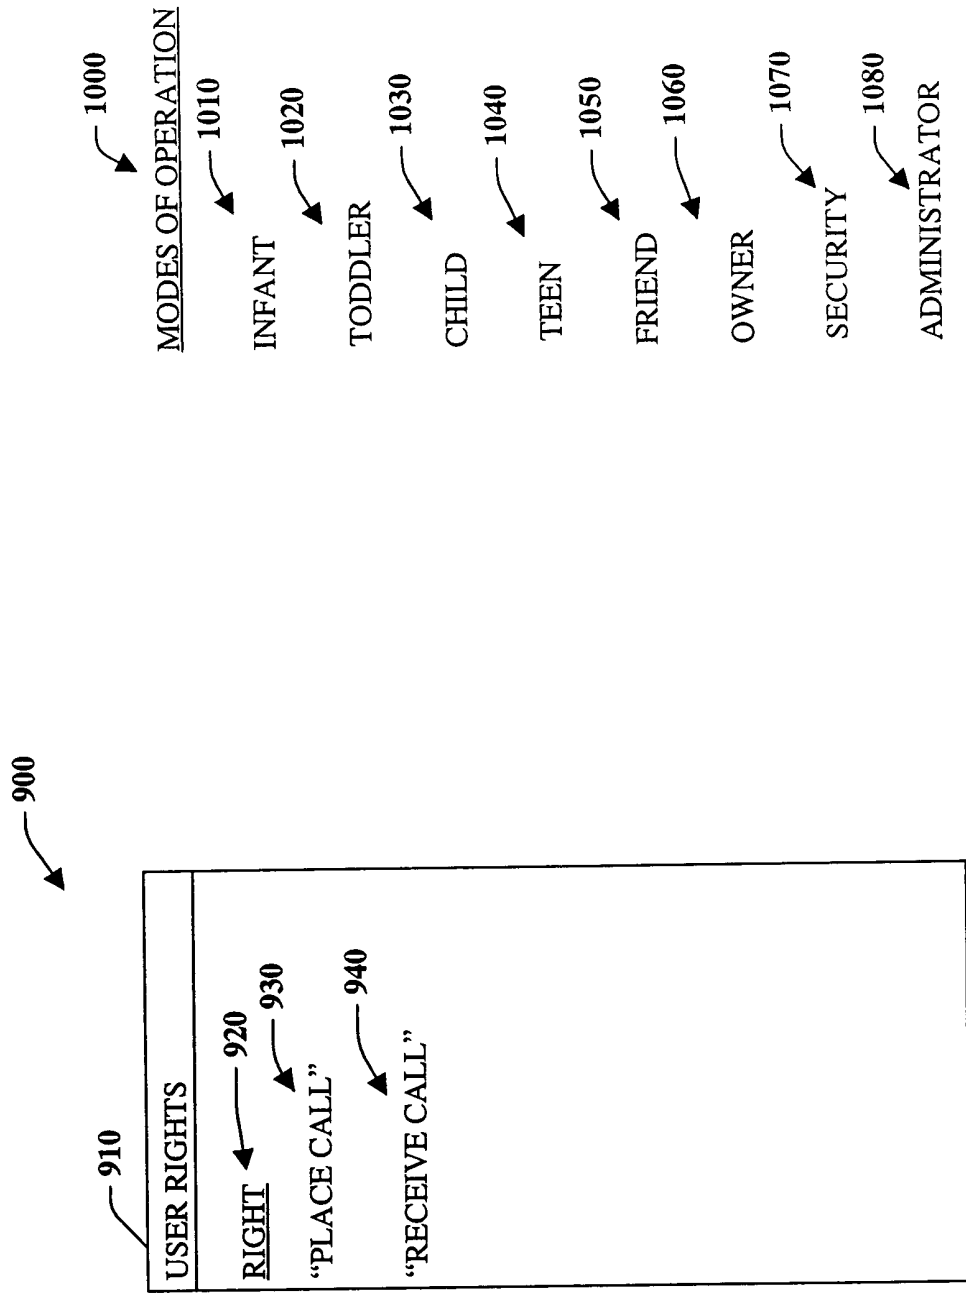 900
910
USER RIGHTS
RIGHT
920
930
“PLACE CALL”
940
“RECEIVE CALL”
1000
MODES OF OPERATION
1010
INFANT
1020
TODDLER
1030
CHILD
1040
TEEN
1050
FRIEND
1060
OWNER
1070
SECURITY
1080
ADMINISTRATOR